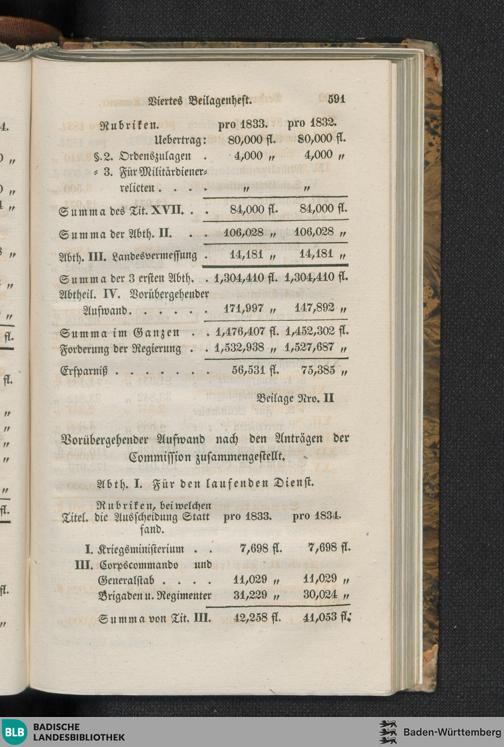 Viertes Beilagenheft. 591
Rubriken. pro 1833. pro 1832.
Uebertrag: 80,000 fl. 80,000 fl.
§. 2. Ordenszulagen . 4,000 „ 4,000 „
„ 3. Für Militärdiener-
relicten . . . . „ „
Summa des Tit. XVII. . . 84,000 fl. 84,000 fl.
Summa der Abth. II. . . 106,028 „ 106,028 „
Abth. III. Landesvermessung . 14,181 „ 14,181 „
Summa der 3 ersten Abth. . 1,304,410 fl. 1,304,410 fl.
Abtheil. IV. Vorübergehender
Aufwand. . . . . . 171,997 „ 147,892 „
Summa im Ganzen . . 1,476,407 fl. 1,452,302 fl.
Forderung der Regierung . . 1,532,938 „ 1,527,687 „
Ersparniß . . . . . . . 56,531 fl. 75,385 „
Beilage Nro. II
Vorübergehender Aufwand nach den Anträgen der
Commission zusammengestellt.
Abth. I. Für den laufenden Dienst.
Rubriken, bei welchen
Titel. die Ausscheidung Statt pro 1833. pro 1834.
fand.
I. Kriegsministerium . . 7,698 fl. 7,698 fl.
III. Corpscommando und
Generalstab . . . . 11,029 „ 11,029 „
Brigaden u. Regimenter 31,229 „ 30,024 „
Summa von Tit. III. 42,258 fl. 41,053 fl.
BLB BADISCHE
LANDESBIBLIOTHEK
Baden-Württemberg